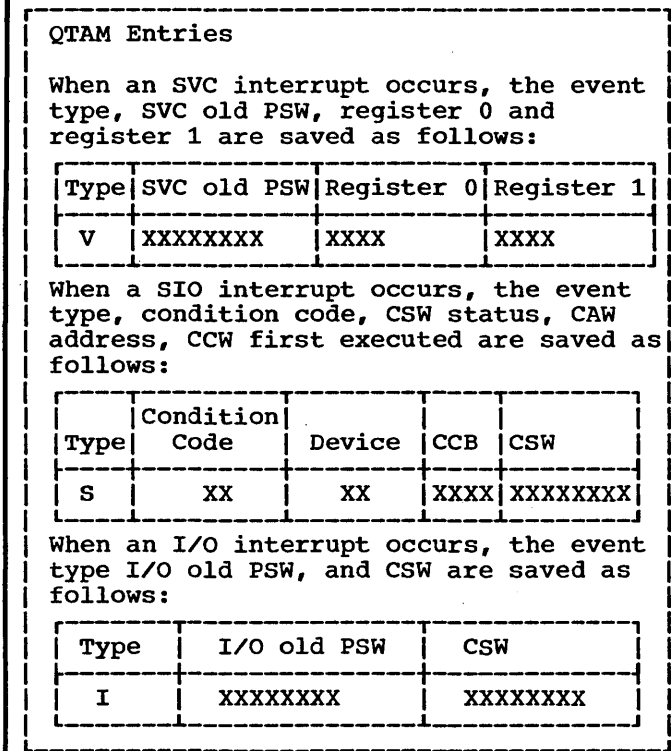 QTAM Entries
When an SVC interrupt occurs, the event
type, SVC old PSW, register 0 and
register 1 are saved as follows:
Type SVC old PSW Register 0 Register 1
V XXXXXXXX XXXX XXXX
When a SIO interrupt occurs, the event
type, condition code, CSW status, CAW
address, CCW first executed are saved as
follows:
Condition
Type Code Device CCB CSW
S XX XX XXXX XXXXXXXX
When an I/O interrupt occurs, the event
type I/O old PSW, and CSW are saved as
follows:
Type I/O old PSW CSW
I XXXXXXXX XXXXXXXX